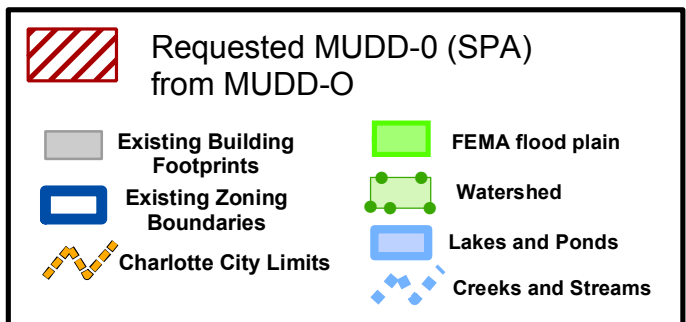 Requested MUDD-0 (SPA)
from MUDD-O
Existing Building
Footprints
Existing Zoning
Boundaries
Charlotte City Limits
FEMA flood plain
Watershed
Lakes and Ponds
Creeks and Streams